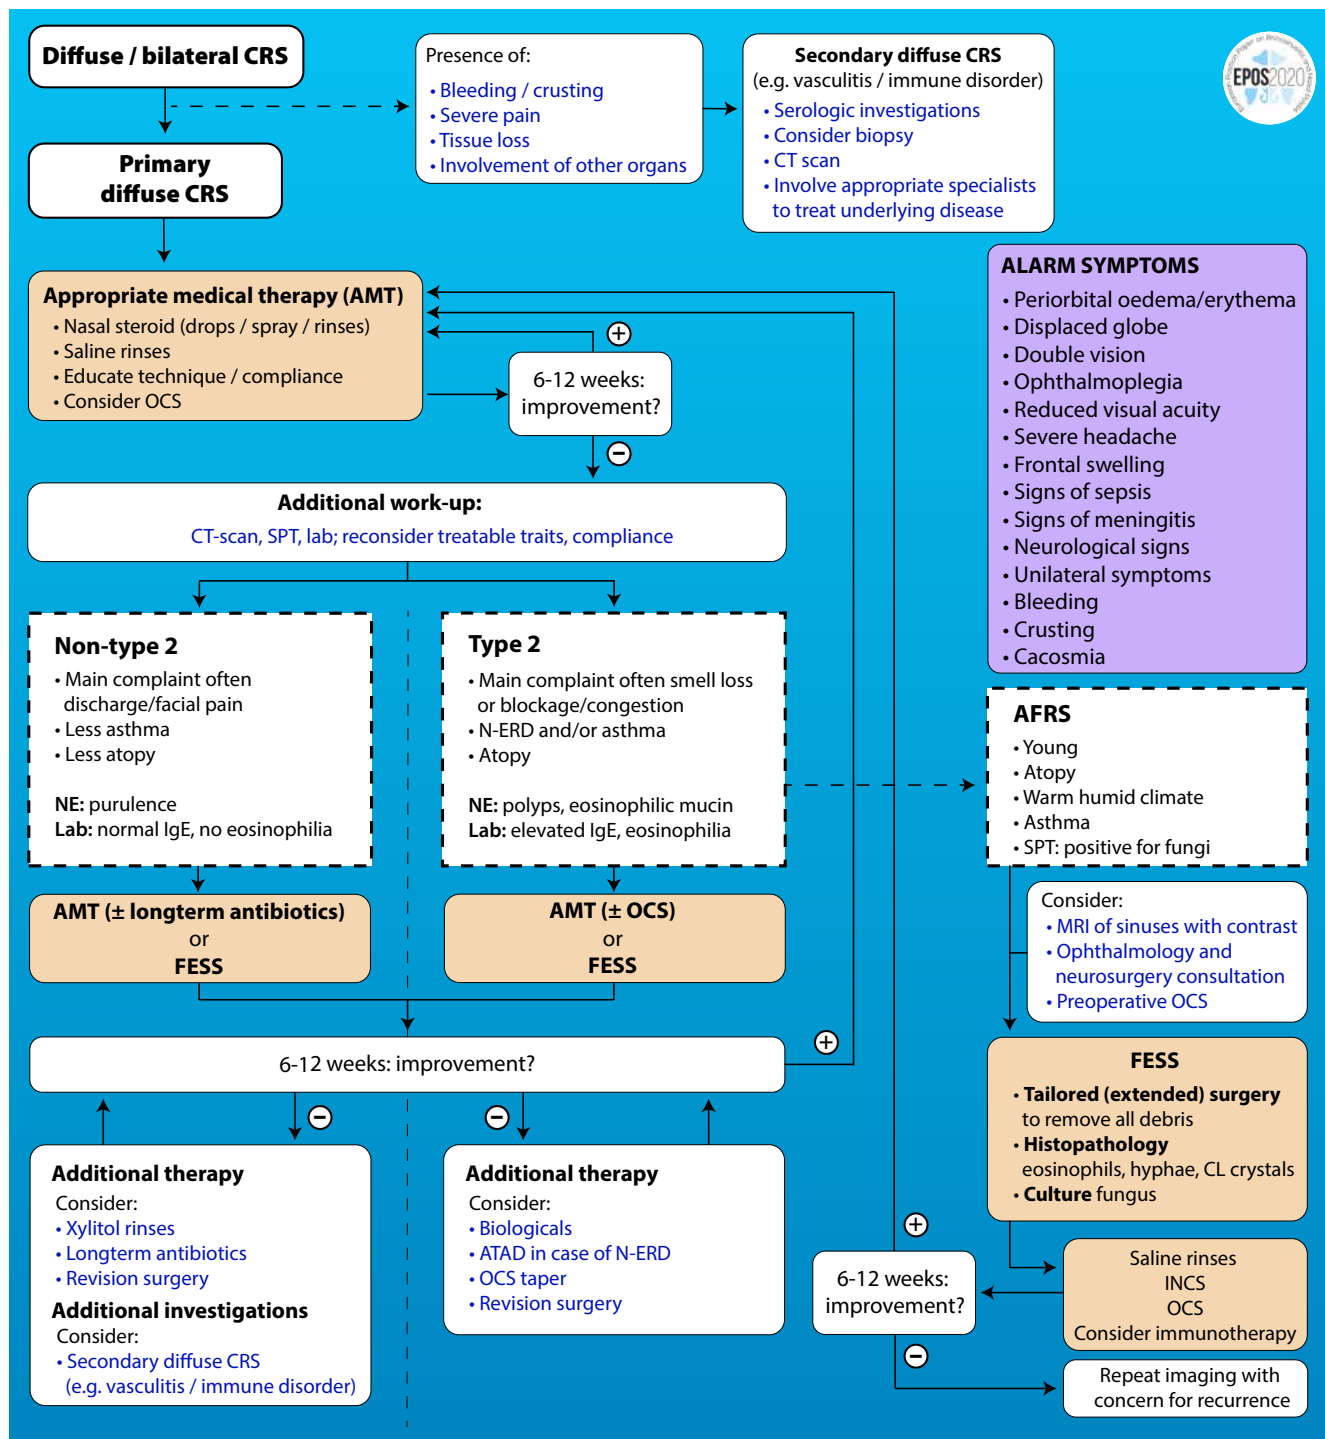 Diffuse / bilateral CRS
Presence of:
• Bleeding / crusting
• Severe pain
• Tissue loss
• Involvement of other organs
Secondary diffuse CRS
(e.g. vasculitis / immune disorder)
• Serologic investigations
• Consider biopsy
• CT scan
• Involve appropriate specialists
to treat underlying disease
EPOS2020
Primary
diffuse CRS
Appropriate medical therapy (AMT)
• Nasal steroid (drops / spray / rinses)
• Saline rinses
• Educate technique / compliance
• Consider OCS
+
6-12 weeks:
improvement?
−
ALARM SYMPTOMS
• Periorbital oedema/erythema
• Displaced globe
• Double vision
• Ophthalmoplegia
• Reduced visual acuity
• Severe headache
• Frontal swelling
• Signs of sepsis
• Signs of meningitis
• Neurological signs
• Unilateral symptoms
• Bleeding
• Crusting
• Cacosmia
Additional work-up:
CT-scan, SPT, lab; reconsider treatable traits, compliance
Non-type 2
• Main complaint often
discharge/facial pain
• Less asthma
• Less atopy
NE: purulence
Lab: normal IgE, no eosinophilia
Type 2
• Main complaint often smell loss
or blockage/congestion
• N-ERD and/or asthma
• Atopy
NE: polyps, eosinophilic mucin
Lab: elevated IgE, eosinophilia
AFRS
• Young
• Atopy
• Warm humid climate
• Asthma
• SPT: positive for fungi
AMT (± longterm antibiotics)
or
FESS
AMT (± OCS)
or
FESS
Consider:
• MRI of sinuses with contrast
• Ophthalmology and
neurosurgery consultation
• Preoperative OCS
6-12 weeks: improvement?
+
−
−
FESS
• Tailored (extended) surgery
to remove all debris
• Histopathology
eosinophils, hyphae, CL crystals
• Culture fungus
Additional therapy
Consider:
• Xylitol rinses
• Longterm antibiotics
• Revision surgery
Additional investigations
Consider:
• Secondary diffuse CRS
(e.g. vasculitis / immune disorder)
Additional therapy
Consider:
• Biologicals
• ATAD in case of N-ERD
• OCS taper
• Revision surgery
+
6-12 weeks:
improvement?
−
Saline rinses
INCS
OCS
Consider immunotherapy
Repeat imaging with
concern for recurrence